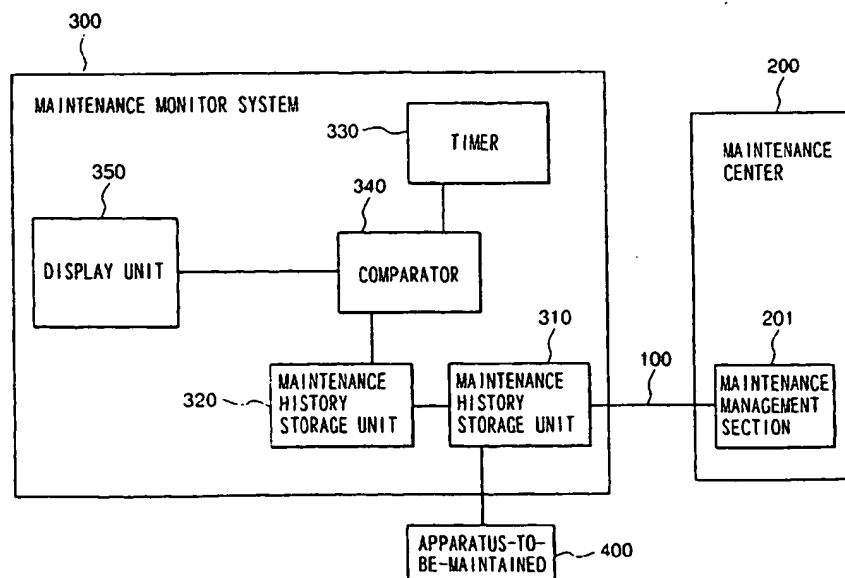 300
200
MAINTENANCE MONITOR SYSTEM
330
TIMER
MAINTENANCE
CENTER
350
340
DISPLAY UNIT
COMPARATOR
310
201
320
MAINTENANCE
HISTORY
STORAGE UNIT
MAINTENANCE
HISTORY
STORAGE UNIT
100
MAINTENANCE
MANAGEMENT
SECTION
APPARATUS-TO-
BE-MAINTAINED
400